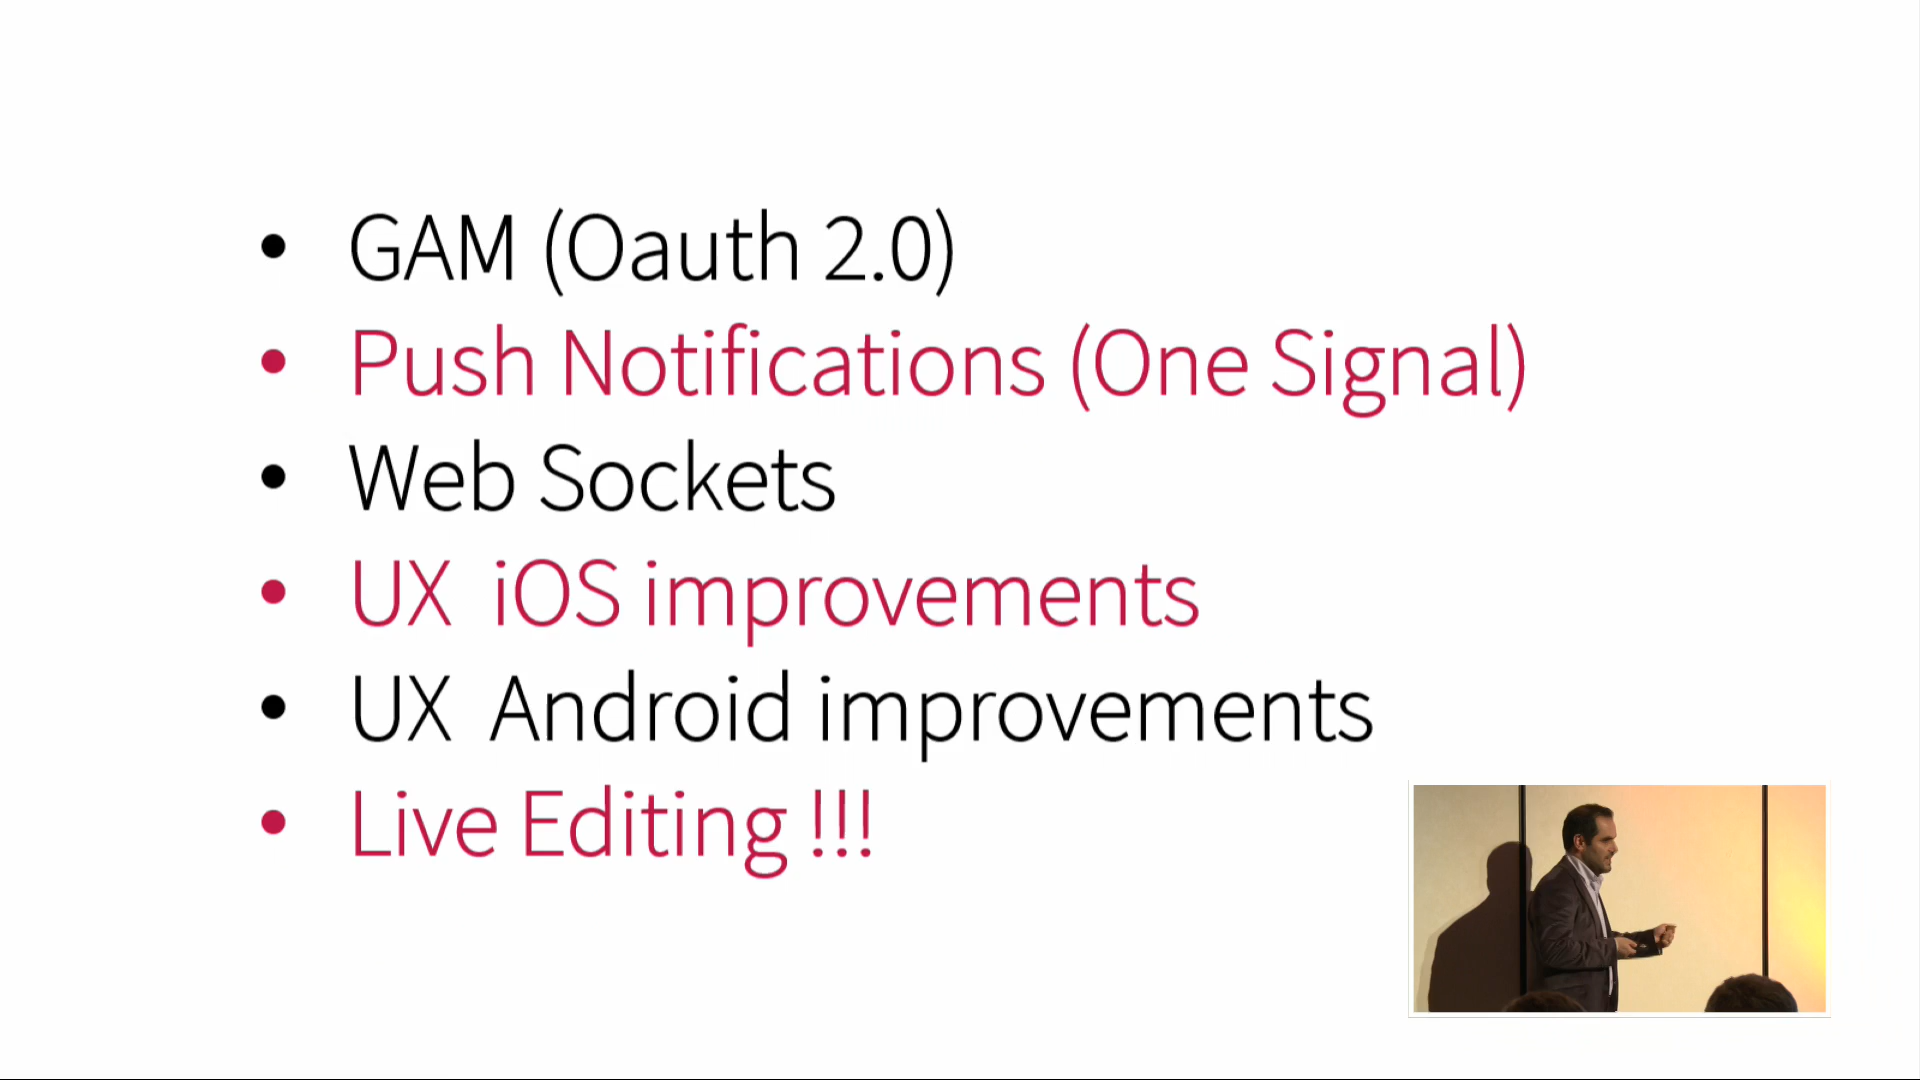 • GAM (Oauth 2.0)
• Push Notifications (One Signal)
• Web Sockets
• UX  iOS improvements
• UX  Android improvements
• Live Editing !!!